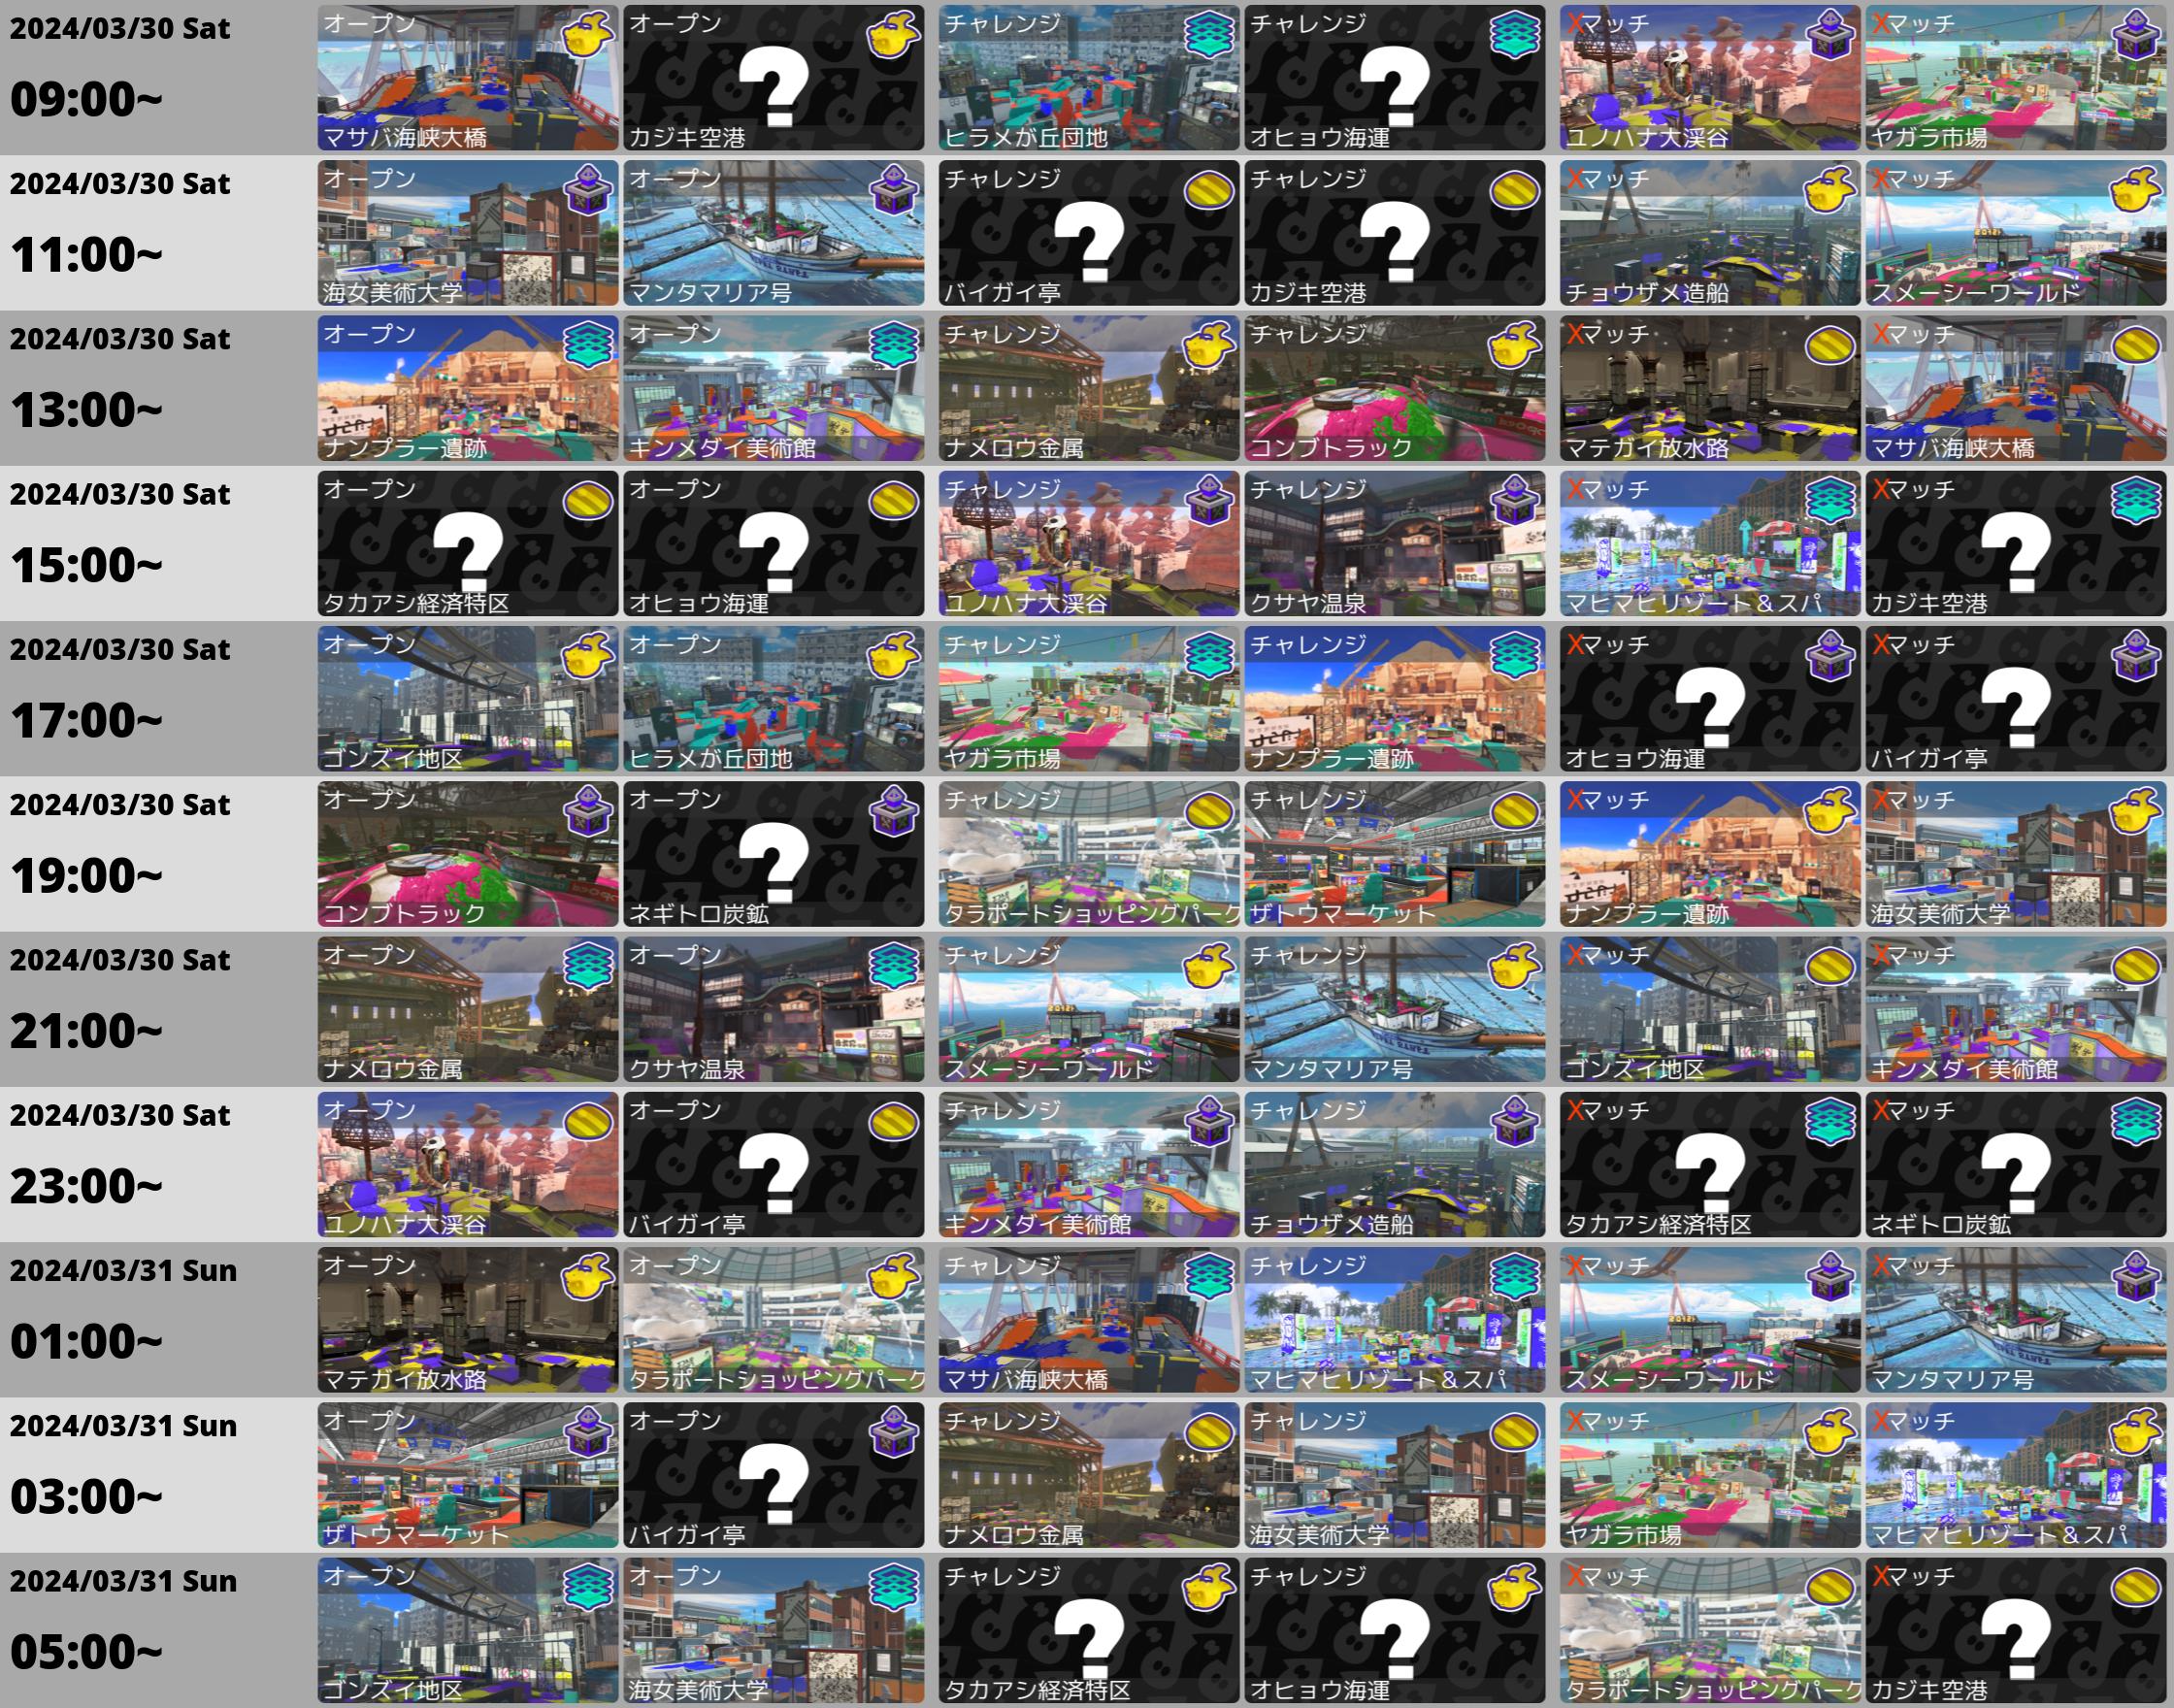 2024/03/30 Sat
09:00~
オープン
マサバ海峡大橋
オープン
カジキ空港
チャレンジ
ヒラメが丘団地
チャレンジ
オヒョウ海運
Xマッチ
ユノハナ大渓谷
Xマッチ
ヤガラ市場
2024/03/30 Sat
11:00~
オープン
海女美術大学
オープン
マンタマリア号
チャレンジ
バイガイ亭
チャレンジ
カジキ空港
Xマッチ
チョウザメ造船
Xマッチ
スメーシーワールド
2024/03/30 Sat
13:00~
オープン
ナンプラー遺跡
オープン
キンメダイ美術館
チャレンジ
ナメロウ金属
チャレンジ
コンブトラック
Xマッチ
マテガイ放水路
Xマッチ
マサバ海峡大橋
2024/03/30 Sat
15:00~
オープン
タカアシ経済特区
オープン
オヒョウ海運
チャレンジ
ユノハナ大渓谷
チャレンジ
クサヤ温泉
Xマッチ
マヒマヒリゾート&スパ
Xマッチ
カジキ空港
2024/03/30 Sat
17:00~
オープン
ゴンズイ地区
オープン
ヒラメが丘団地
チャレンジ
ヤガラ市場
チャレンジ
ナンプラー遺跡
Xマッチ
オヒョウ海運
Xマッチ
バイガイ亭
2024/03/30 Sat
19:00~
オープン
コンブトラック
オープン
ネギトロ炭鉱
チャレンジ
タラポートショッピングパーク
チャレンジ
ザトウマーケット
Xマッチ
ナンプラー遺跡
Xマッチ
海女美術大学
2024/03/30 Sat
21:00~
オープン
ナメロウ金属
オープン
クサヤ温泉
チャレンジ
スメーシーワールド
チャレンジ
マンタマリア号
Xマッチ
ゴンズイ地区
Xマッチ
キンメダイ美術館
2024/03/30 Sat
23:00~
オープン
ユノハナ大渓谷
オープン
バイガイ亭
チャレンジ
キンメダイ美術館
チャレンジ
チョウザメ造船
Xマッチ
タカアシ経済特区
Xマッチ
ネギトロ炭鉱
2024/03/31 Sun
01:00~
オープン
マテガイ放水路
オープン
タラポートショッピングパーク
チャレンジ
マサバ海峡大橋
チャレンジ
マヒマヒリゾート&スパ
Xマッチ
スメーシーワールド
Xマッチ
マンタマリア号
2024/03/31 Sun
03:00~
オープン
ザトウマーケット
オープン
バイガイ亭
チャレンジ
ナメロウ金属
チャレンジ
海女美術大学
Xマッチ
ヤガラ市場
Xマッチ
マヒマヒリゾート&スパ
2024/03/31 Sun
05:00~
オープン
ゴンズイ地区
オープン
海女美術大学
チャレンジ
タカアシ経済特区
チャレンジ
オヒョウ海運
Xマッチ
タラポートショッピングパーク
Xマッチ
カジキ空港